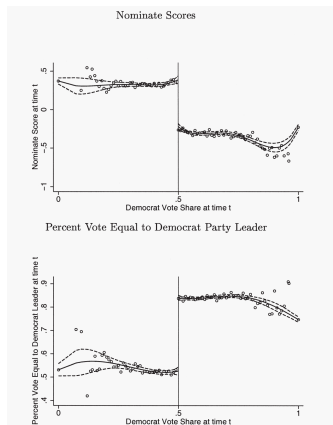 Nominate Scores
Nominate Score at time t
.5
0
-.5
-1
0
.5
1
Democrat Vote Share at time t
Percent Vote Equal to Democrat Party Leader
Percent Vote Equal to Democrat Leader at time t
.9
.8
.7
.6
.5
.4
0
.5
1
Democrat Vote Share at time t